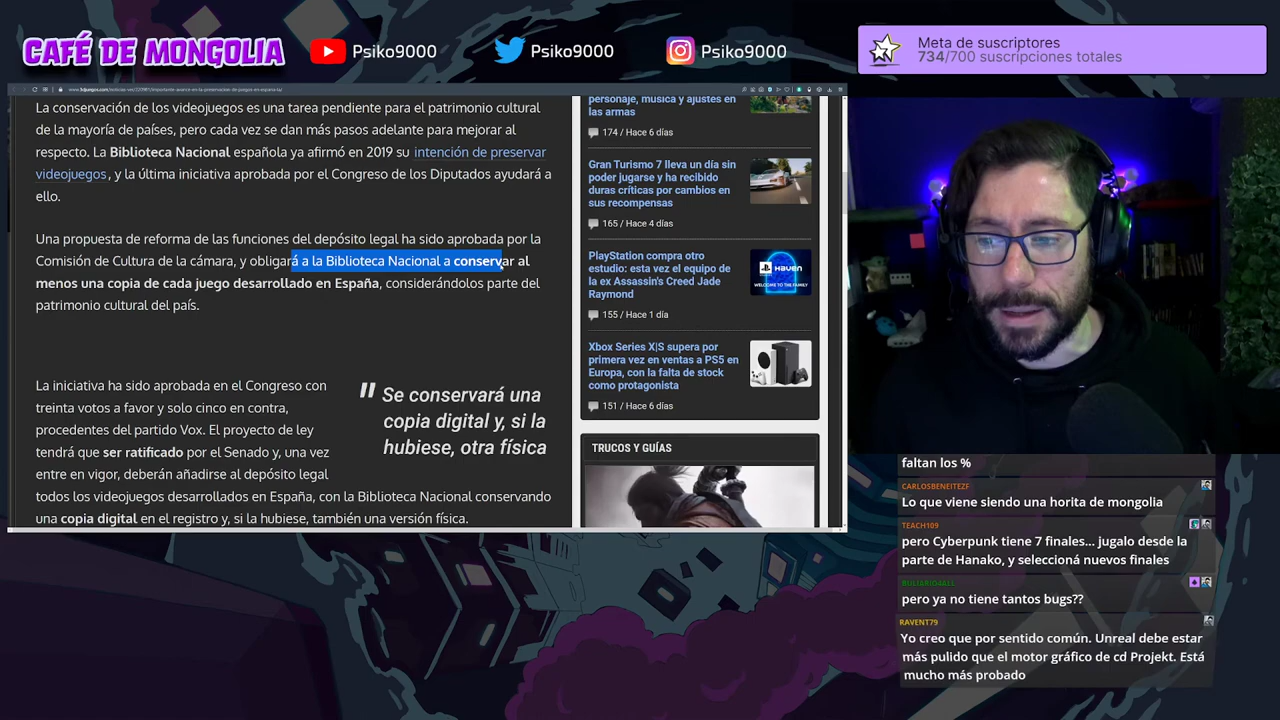 CAFÉ DE MONGOLIA
Psiko9000
Psiko9000
Psiko9000
Meta de suscriptores
734/700 suscripciones totales
La conservación de los videojuegos es una tarea pendiente para el patrimonio cultural
de la mayoría de países, pero cada vez se dan más pasos adelante para mejorar al
respecto. La Biblioteca Nacional española ya afirmó en 2019 su intención de preservar
videojuegos, y la última iniciativa aprobada por el Congreso de los Diputados ayudará a
ello.
Una propuesta de reforma de las funciones del depósito legal ha sido aprobada por la
Comisión de Cultura de la cámara, y obligará a la Biblioteca Nacional a conservar al
menos una copia de cada juego desarrollado en España, considerándolos parte del
patrimonio cultural del país.
La iniciativa ha sido aprobada en el Congreso con
treinta votos a favor y solo cinco en contra,
procedentes del partido Vox. El proyecto de ley
tendrá que ser ratificado por el Senado y, una vez
entre en vigor, deberán añadirse al depósito legal
todos los videojuegos desarrollados en España, con la Biblioteca Nacional conservando
una copia digital en el registro y, si la hubiese, también una versión física.
" Se conservará una
copia digital y, si la
hubiese, otra física
personaje, música y ajustes en
las armas
174 / Hace 6 días
Gran Turismo 7 lleva un día sin
poder jugarse y ha recibido
duras críticas por cambios en
sus recompensas
165 / Hace 4 días
PlayStation compra otro
estudio: esta vez el equipo de
la ex Assassin's Creed Jade
Raymond
HAVEN
WELCOME TO THE FAMILY
155 / Hace 1 día
Xbox Series X|S supera por
primera vez en ventas a PS5 en
Europa, con la falta de stock
como protagonista
151 / Hace 6 días
TRUCOS Y GUÍAS
faltan los %
CARLOSBENEITEZF
Lo que viene siendo una horita de mongolia
TEACH109
pero Cyberpunk tiene 7 finales... jugalo desde la
parte de Hanako, y seleccioná nuevos finales
pero ya no tiene tantos bugs??
RAVENT79
Yo creo que por sentido común. Unreal debe estar
más pulido que el motor gráfico de cd Projekt. Está
mucho más probado